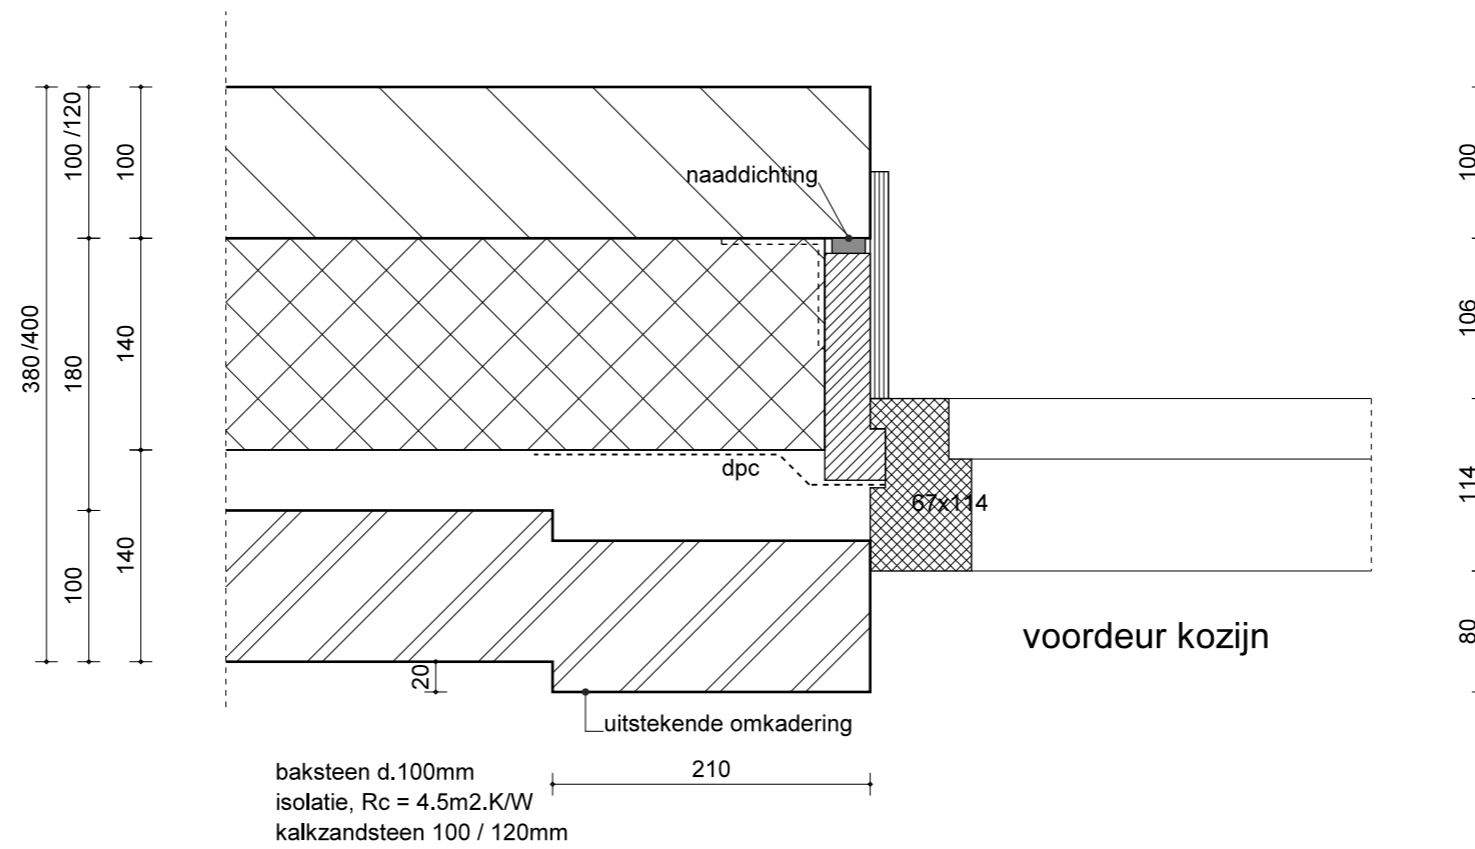 100 /120
100
100
naaddichting
380 /400
180
140
106
dpc
114
67x114
100
140
80
voordeur kozijn
20
uitstekende omkadering
210
baksteen d.100mm
isolatie, Rc = 4.5m2.K/W
kalkzandsteen 100 / 120mm